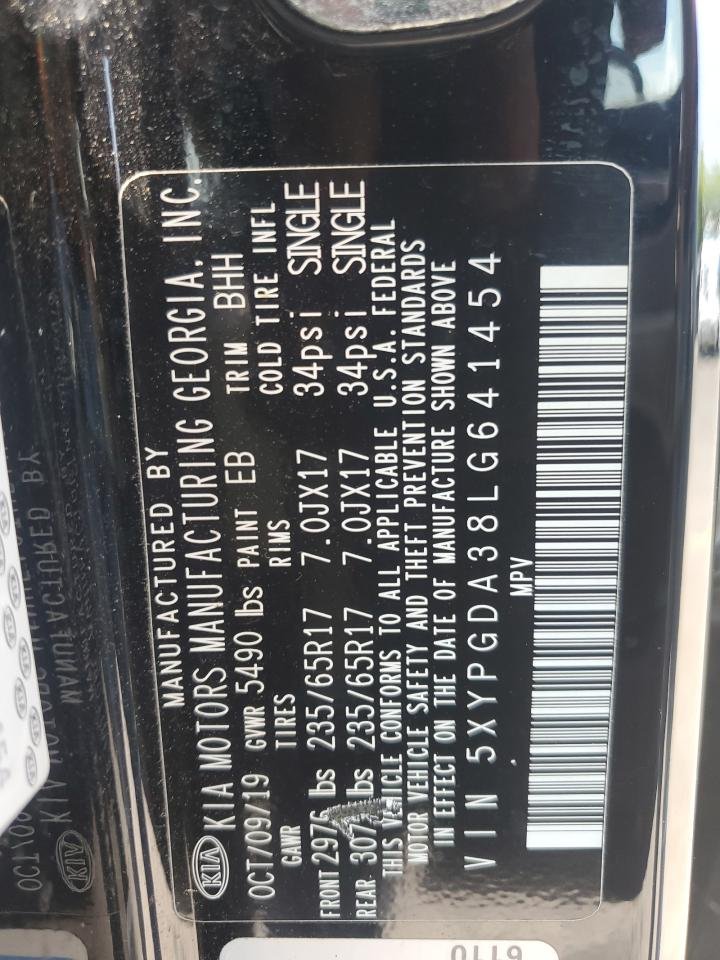 MANUFACTURED BY
KIA KIA MOTORS MANUFACTURING GEORGIA, INC.
OCT/09/19 GVWR 5490 lbs PAINT EB TRIM BHH
GAWR TIRES RIMS COLD TIRE INFL
FRONT 2976 lbs 235/65R17 7.0JX17 34psi SINGLE
REAR lbs 235/65R17 7.0JX17 34psi SINGLE
THIS VEHICLE CONFORMS TO ALL APPLICABLE U.S.A. FEDERAL
MOTOR VEHICLE SAFETY AND THEFT PREVENTION STANDARDS
IN EFFECT ON THE DATE OF MANUFACTURE SHOWN ABOVE
VIN 5XYPGDA38LG641454
MPV